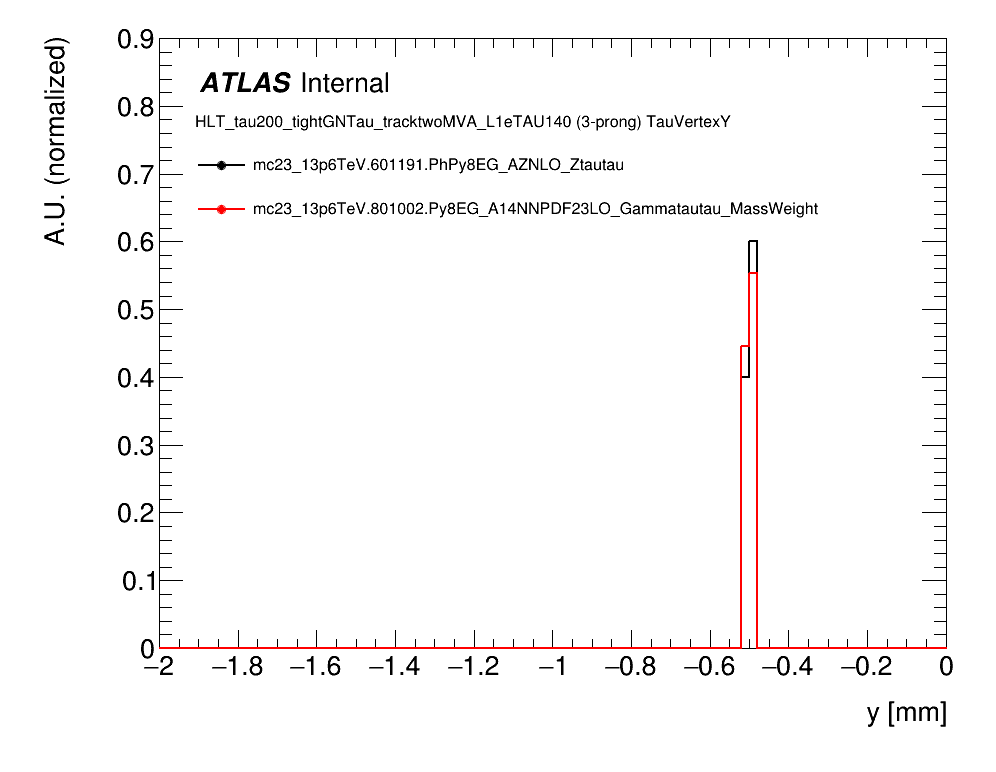 A.U. (normalized)
0.9
0.8
0.7
0.6
0.5
0.4
0.3
0.2
0.1
0
ATLAS Internal
HLT_tau200_tightGNTau_tracktwoMVA_L1eTAU140 (3-prong) TauVertexY
mc23_13p6TeV.601191.PhPy8EG_AZNLO_Ztautau
mc23_13p6TeV.801002.Py8EG_A14NNPDF23LO_Gammatautau_MassWeight
−2 −1.8 −1.6 −1.4 −1.2 −1 −0.8 −0.6 −0.4 −0.2 0
y [mm]